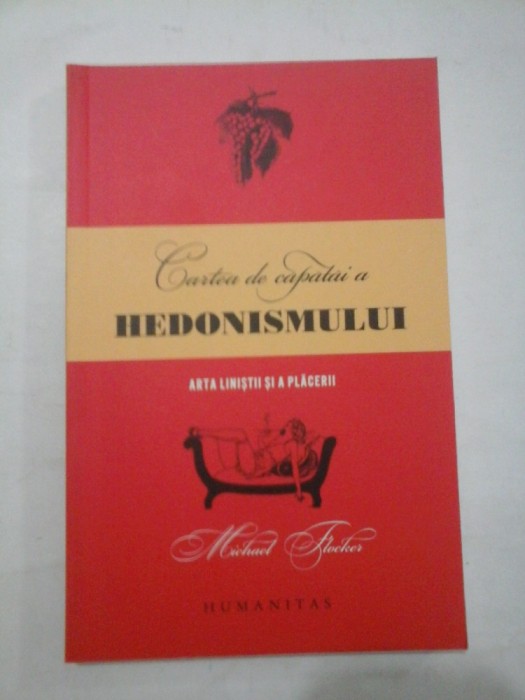 Cartea de căpătâi a
HEDONISMULUI
ARTA LINIȘTII ȘI A PLĂCERII
Michael Flocker
HUMANITAS